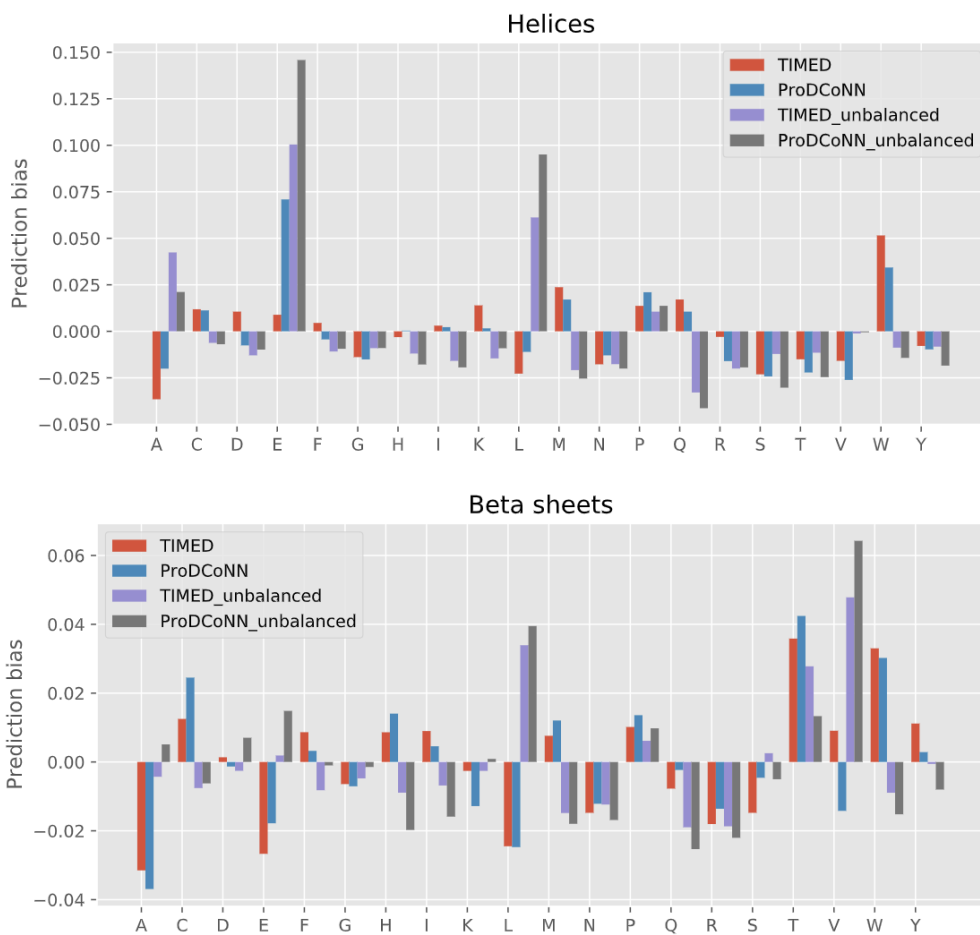 Helices
Prediction bias
0.150
0.125
0.100
0.075
0.050
0.025
0.000
−0.025
−0.050
TIMED
ProDCoNN
TIMED_unbalanced
ProDCoNN_unbalanced
A C D E F G H I K L M N P Q R S T V W Y
Beta sheets
Prediction bias
0.06
0.04
0.02
0.00
−0.02
−0.04
TIMED
ProDCoNN
TIMED_unbalanced
ProDCoNN_unbalanced
A C D E F G H I K L M N P Q R S T V W Y